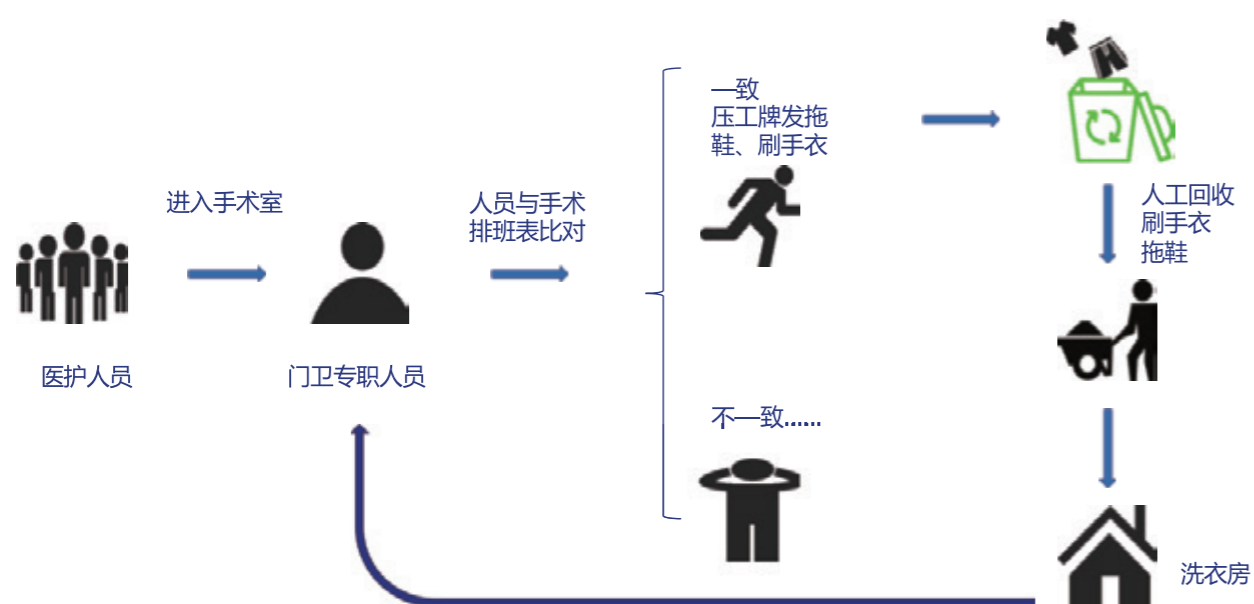 进入手术室
医护人员
门卫专职人员
人员与手术
排班表比对
一致
压工牌发拖
鞋、刷手衣
不一致……
人工回收
刷手衣
拖鞋
洗衣房